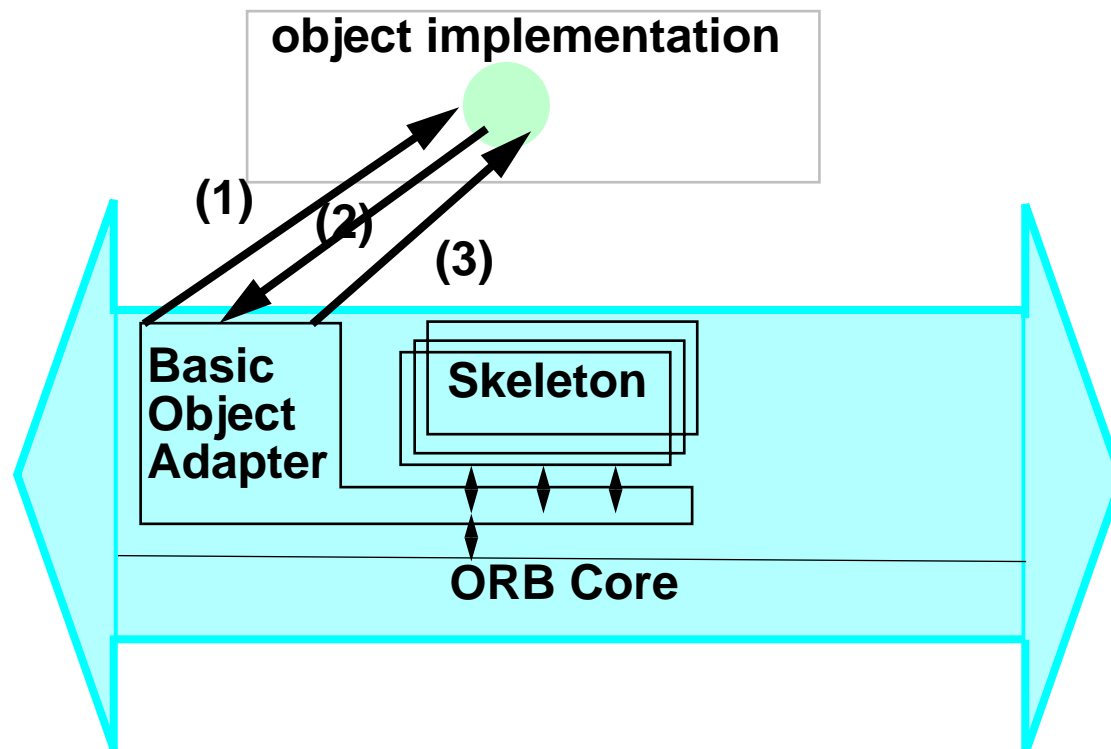 object implementation
(1)
(2)
(3)
Basic
Object
Adapter
Skeleton
ORB Core